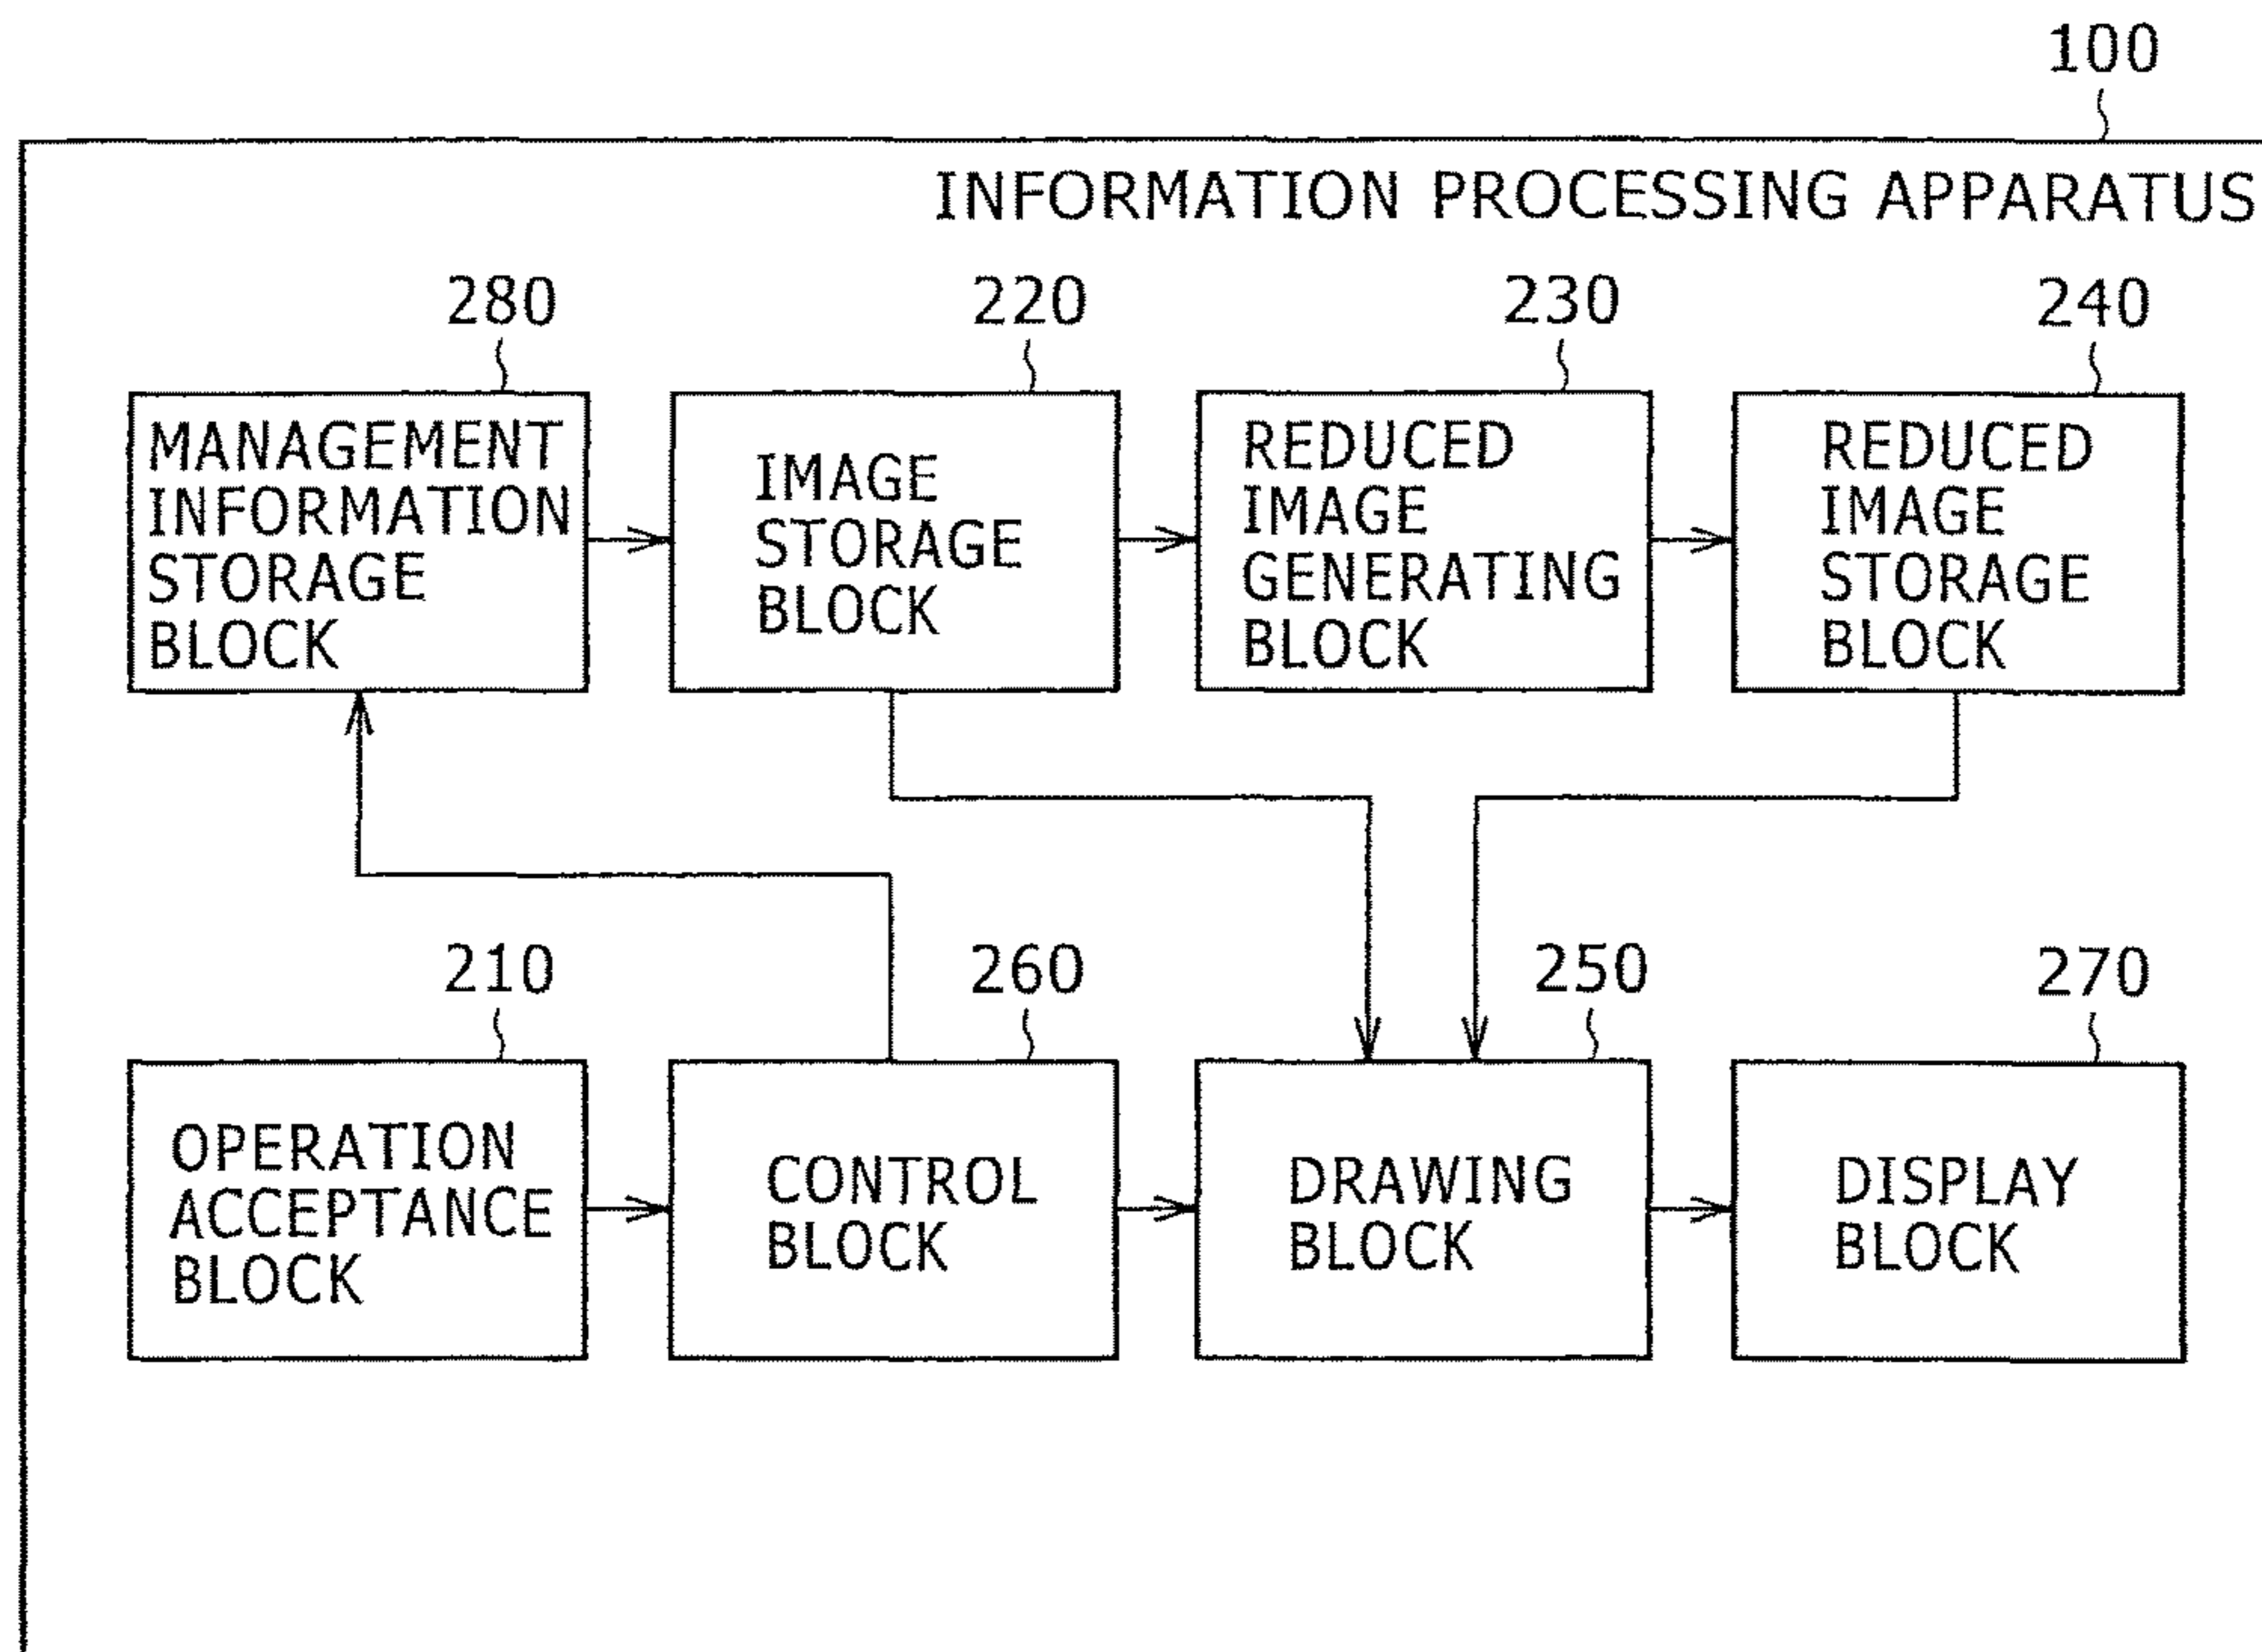 100
INFORMATION PROCESSING APPARATUS
280
220
230
240
MANAGEMENT
INFORMATION
STORAGE
BLOCK
IMAGE
STORAGE
BLOCK
REDUCED
IMAGE
GENERATING
BLOCK
REDUCED
IMAGE
STORAGE
BLOCK
210
260
250
270
OPERATION
ACCEPTANCE
BLOCK
CONTROL
BLOCK
DRAWING
BLOCK
DISPLAY
BLOCK